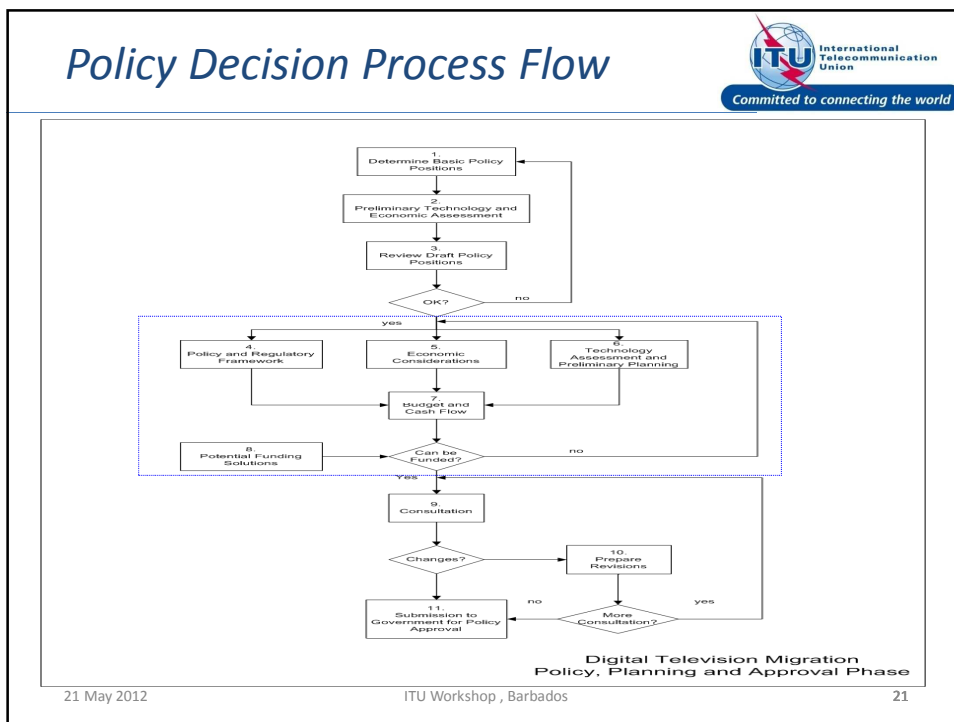 Policy Decision Process Flow
ITU
International
Telecommunication
Union
Committed to connecting the world
1.
Determine Basic Policy
Positions
2.
Preliminary Technology and
Economic Assessment
3.
Review Draft Policy
Positions
OK?
no
yes
4.
Policy and Regulatory
Framework
5.
Economic
Considerations
6.
Technology
Assessment and
Preliminary Planning
7.
Budget and
Cash Flow
8.
Potential Funding
Solutions
Can be
Funded?
no
Yes
9.
Consultation
Changes?
10.
Prepare
Revisions
11.
Submission to
Government for Policy
Approval
no
More
Consultation?
yes
Digital Television Migration
Policy, Planning and Approval Phase
21 May 2012
ITU Workshop , Barbados
21